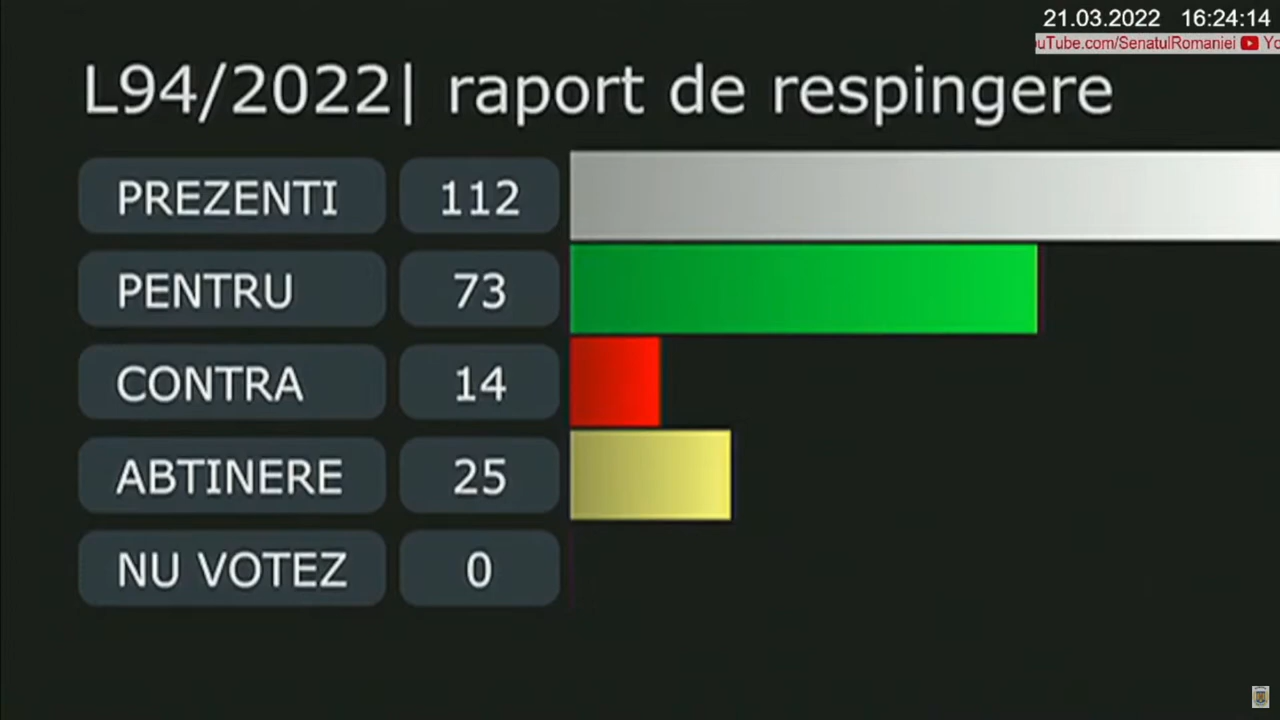 21.03.2022 16:24:14
uTube.com/SenatulRomaniei
L94/2022| raport de respingere
PREZENTI 112
PENTRU 73
CONTRA 14
ABTINERE 25
NU VOTEZ 0